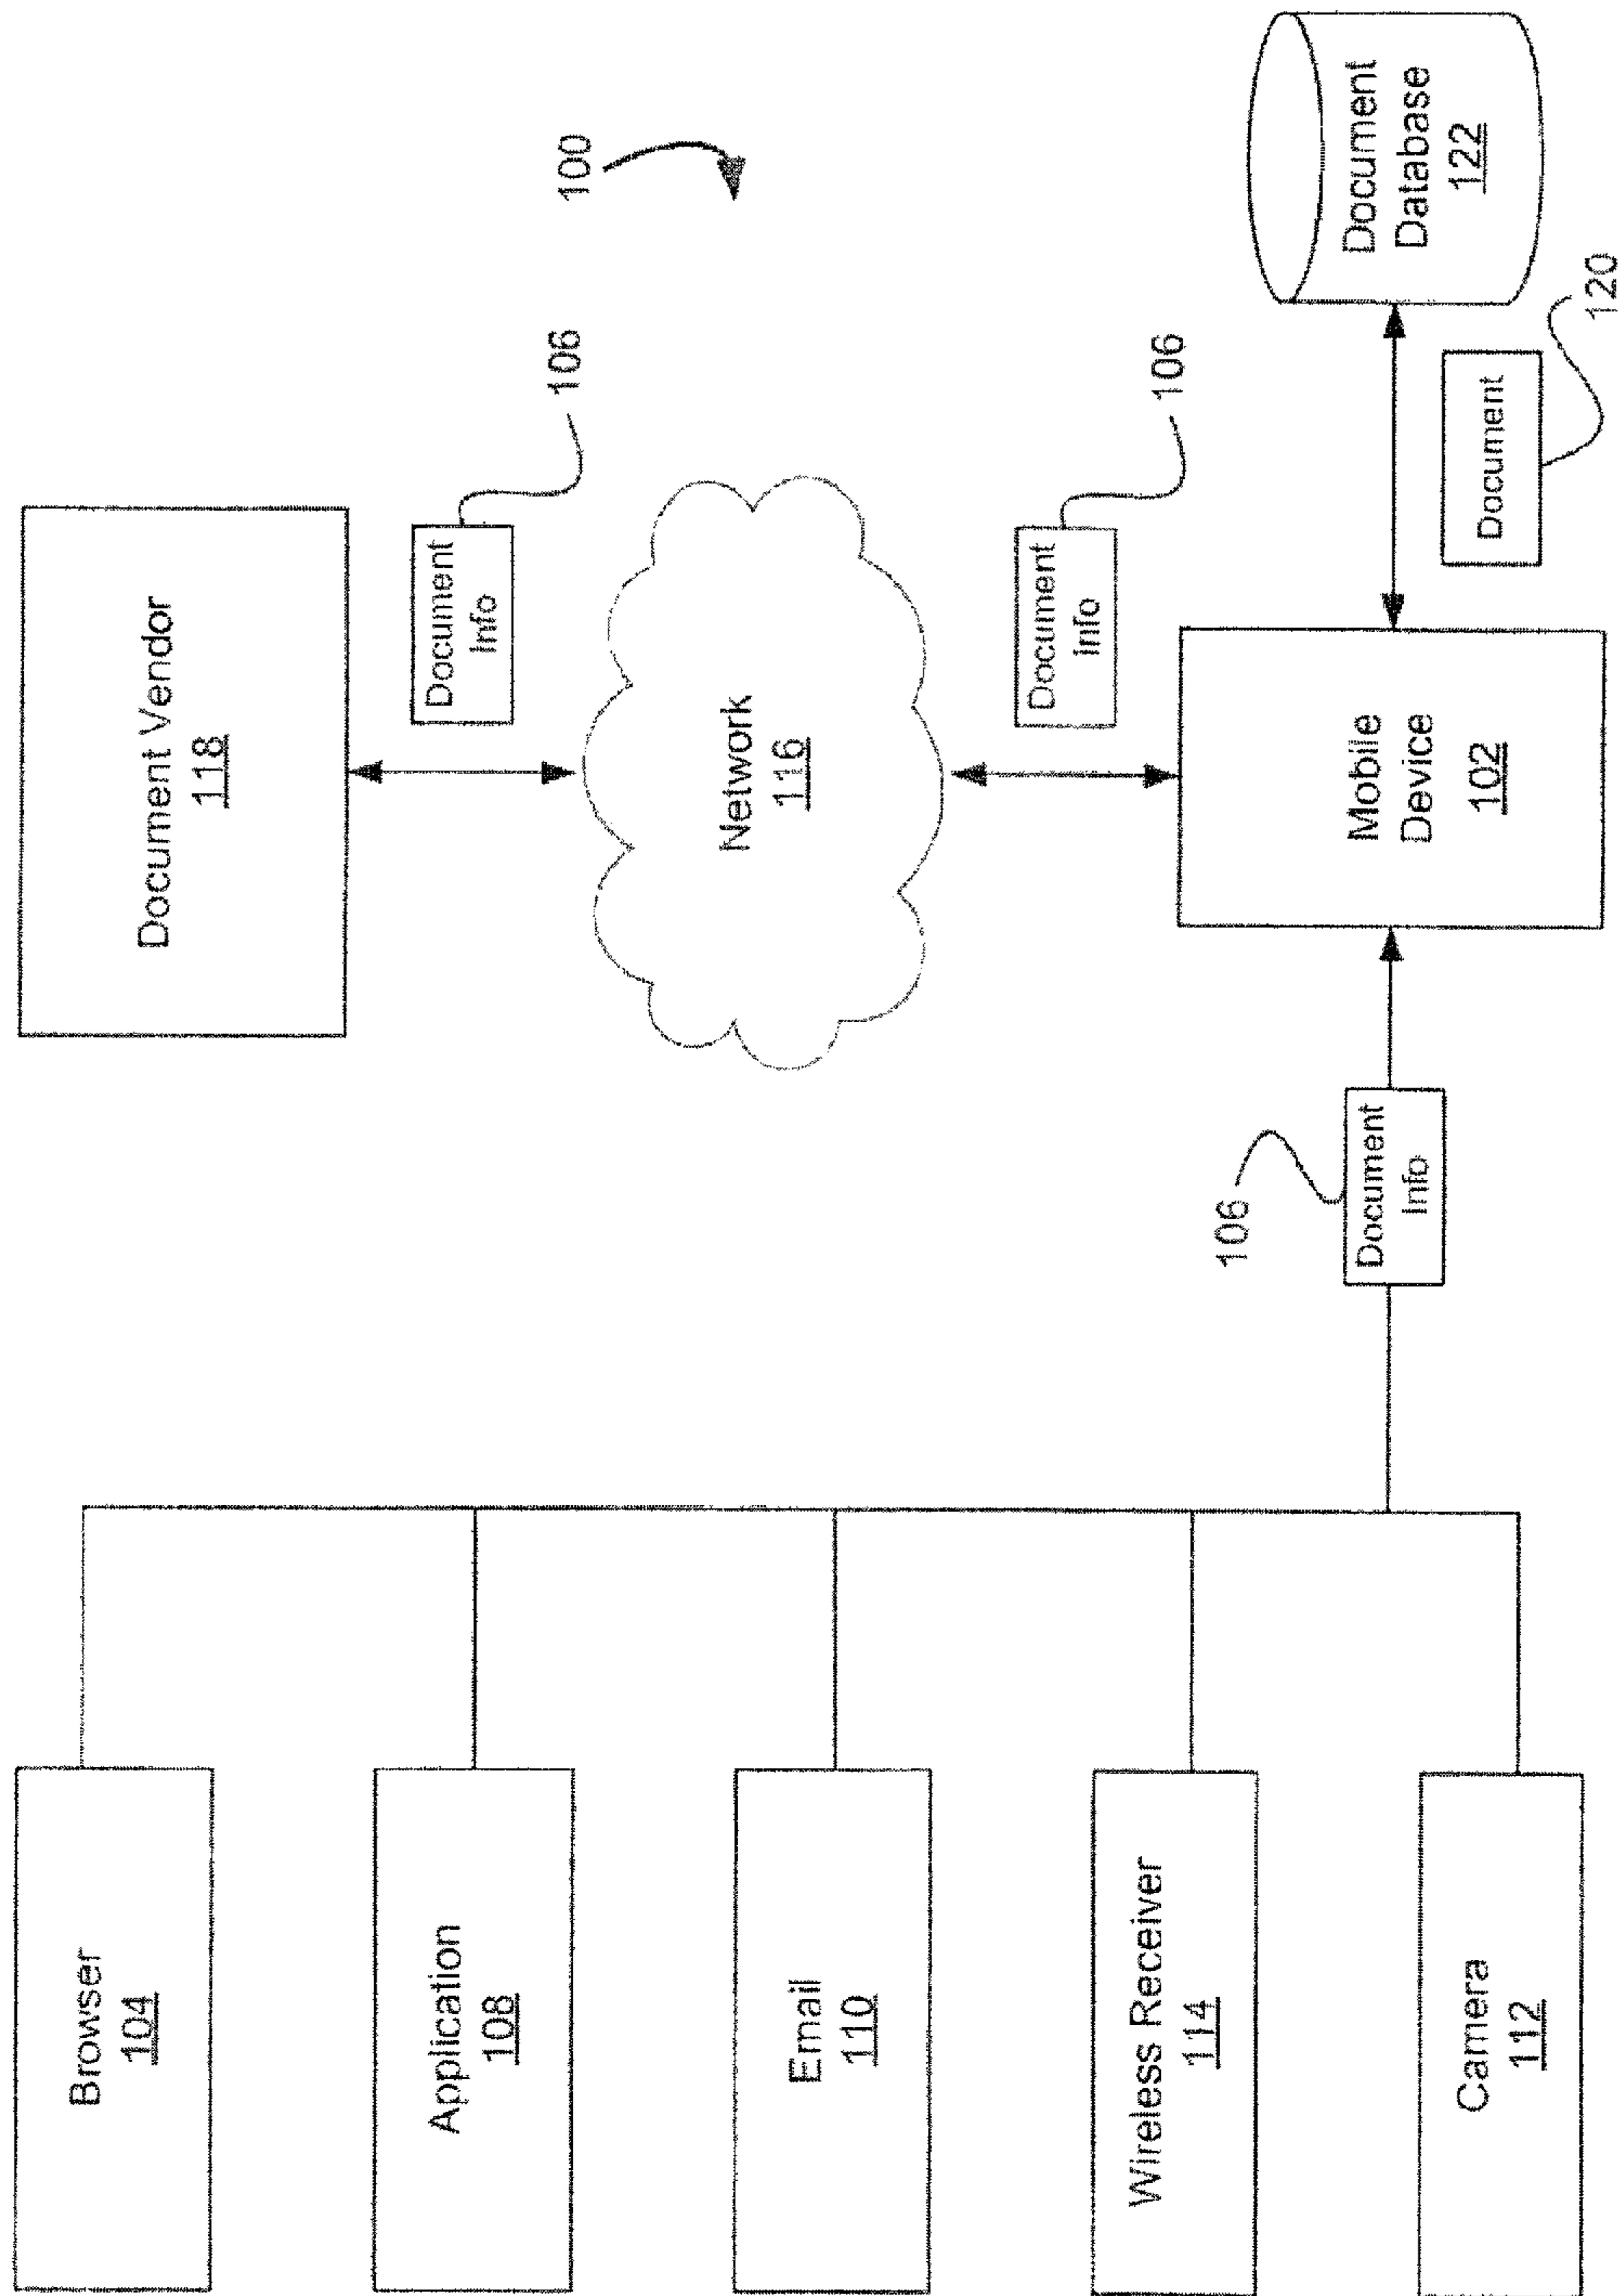 Browser
104
Application
108
Email
110
Wireless Receiver
114
Camera
112
106
Document
Info
Document Vendor
118
Document
Info
106
Network
116
Document
Info
106
Mobile
Device
102
100
Document
120
Document
Database
122